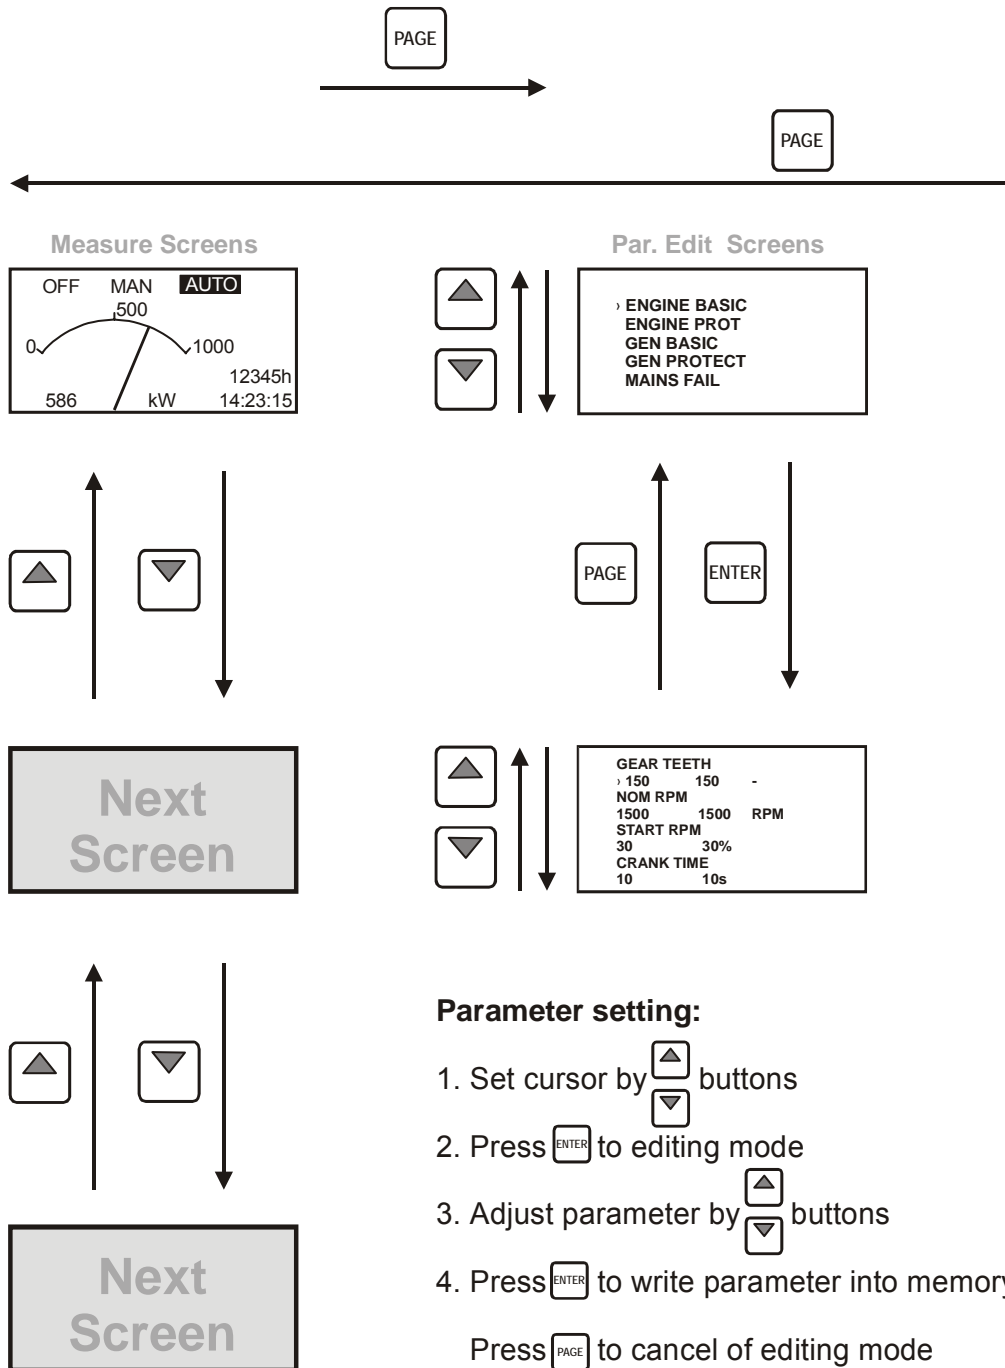 PAGE
PAGE
Measure Screens
OFF MAN AUTO
500
0 1000
12345h
586 kW 14:23:15
Par. Edit Screens
› ENGINE BASIC
ENGINE PROT
GEN BASIC
GEN PROTECT
MAINS FAIL
PAGE
ENTER
Next
Screen
GEAR TEETH
› 150 150 -
NOM RPM
1500 1500 RPM
START RPM
30 30%
CRANK TIME
10 10s
Next
Screen
Parameter setting:
1. Set cursor by buttons
2. Press ENTER to editing mode
3. Adjust parameter by buttons
4. Press ENTER to write parameter into memory
Press PAGE to cancel of editing mode